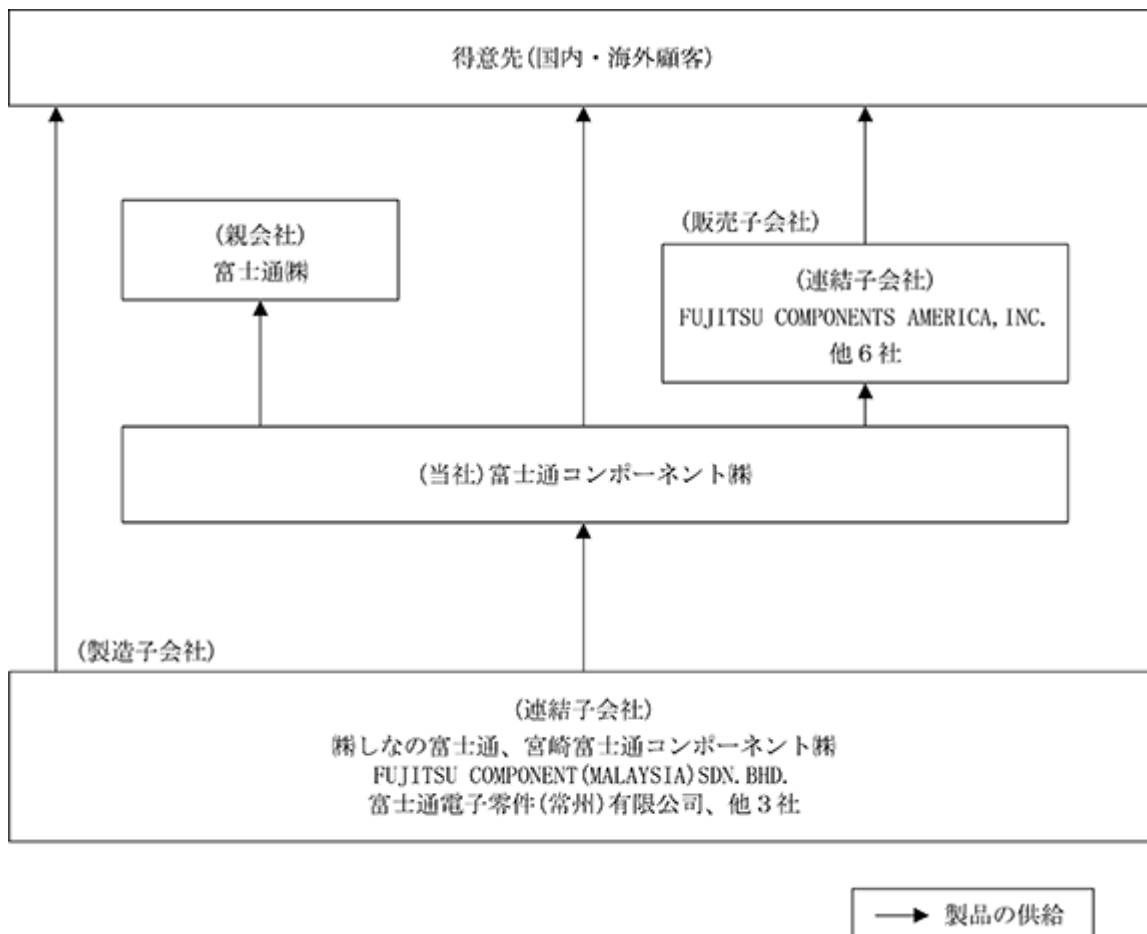 得意先(国内・海外顧客)
(親会社)
富士通㈱
(販売子会社)
(連結子会社)
FUJITSU COMPONENTS AMERICA, INC.
他６社
(当社)富士通コンポーネント㈱
(製造子会社)
(連結子会社)
㈱しなの富士通、宮崎富士通コンポーネント㈱
FUJITSU COMPONENT(MALAYSIA)SDN.BHD.
富士通電子零件(常州)有限公司、他３社
製品の供給